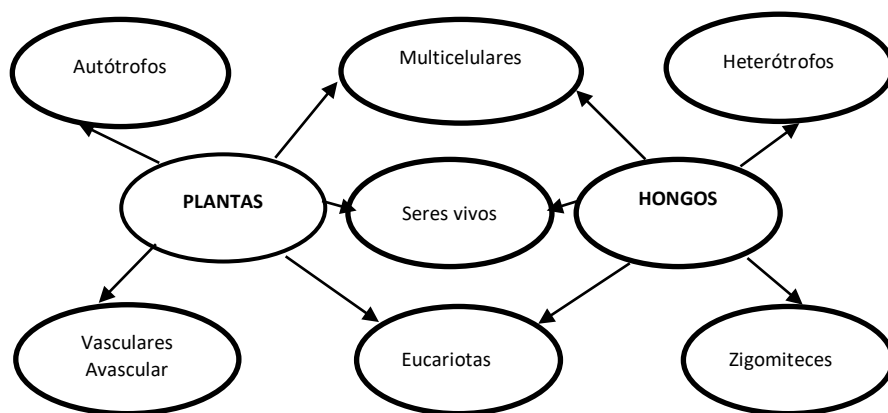 Autótrofos
Multicelulares
Heterótrofos
PLANTAS
Seres vivos
HONGOS
Vasculares
Avascular
Eucariotas
Zigomiteces